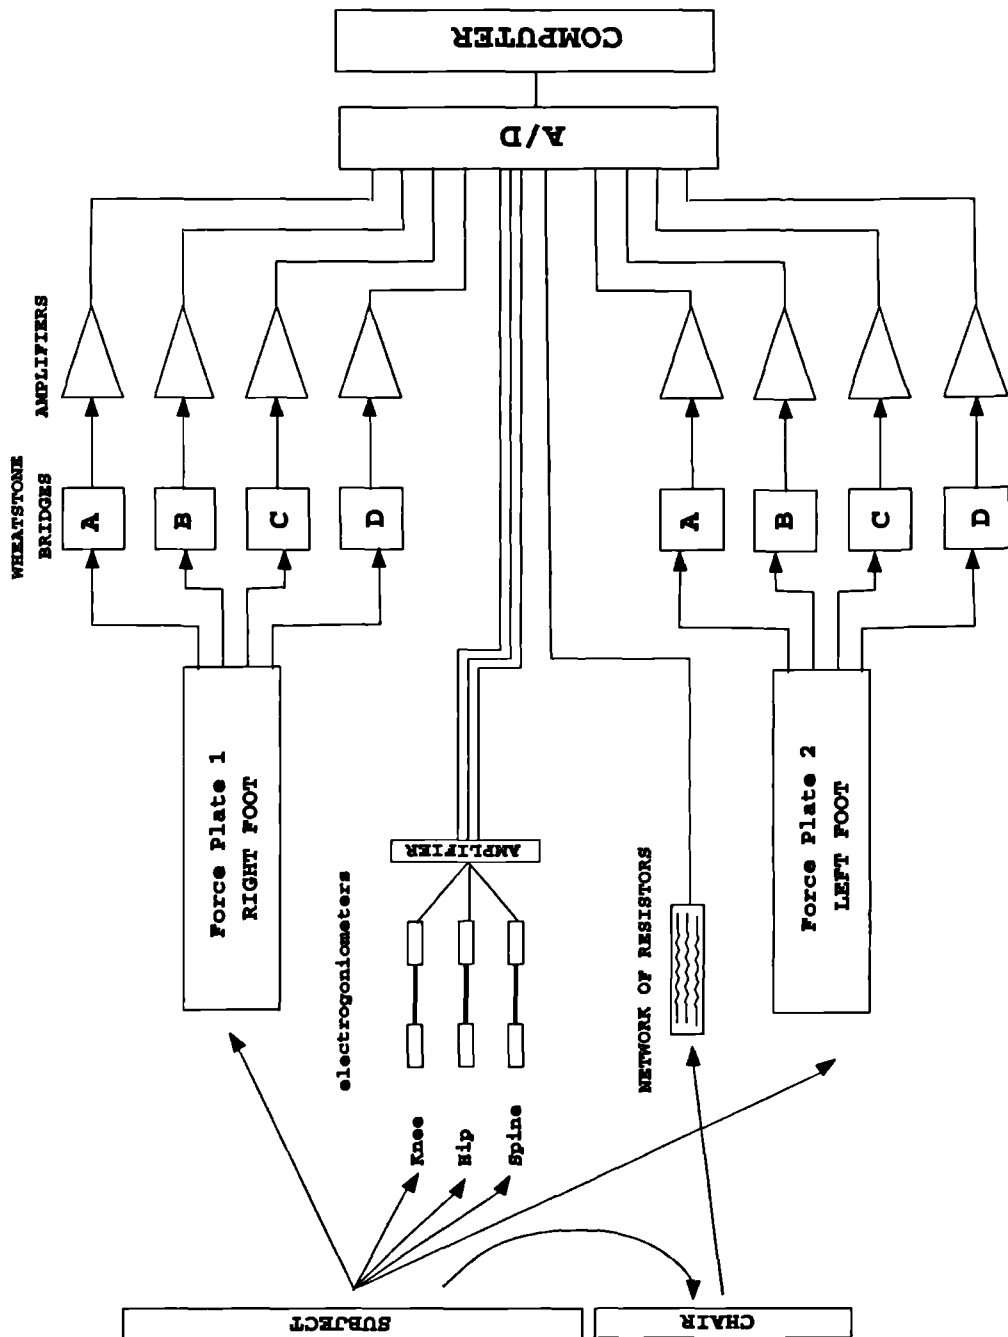 COMPUTER
A/D
AMPLIFIERS
WHEATSTONE
BRIDGES
A
B
C
D
A
B
C
D
Force Plate 1
RIGHT FOOT
Force Plate 2
LEFT FOOT
AMPLIFIER
electrogoniometers
NETWORK OF RESISTORS
Knee
Hip
Spine
SUBJECT
CHAIR